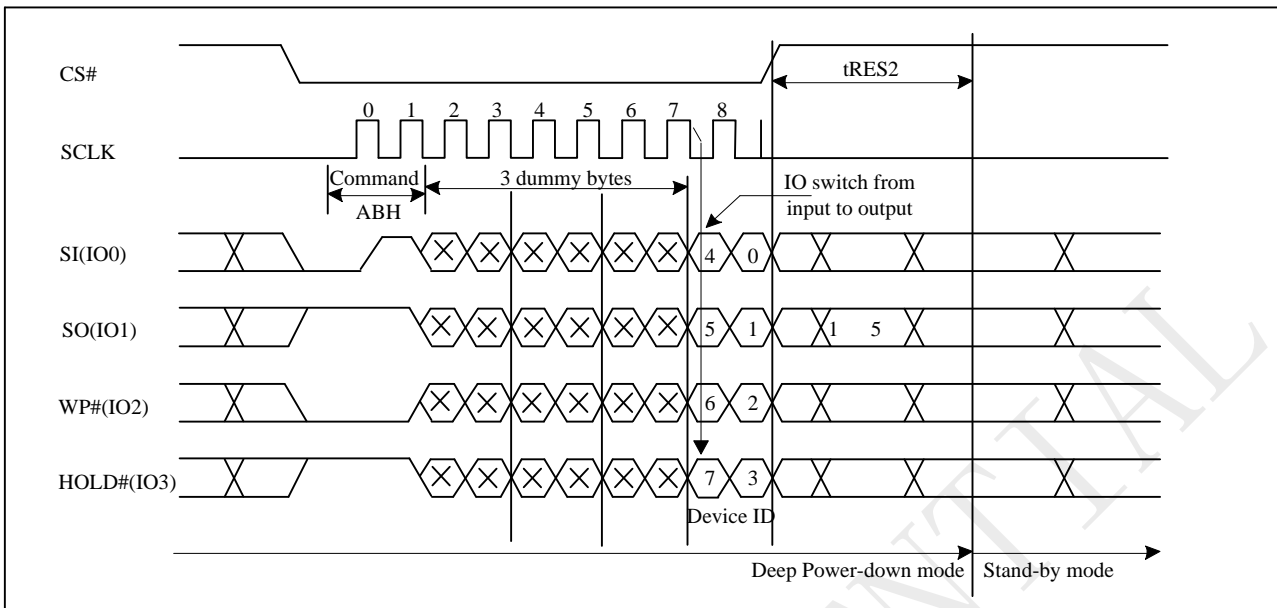 CS#
tRES2
0 1 2 3 4 5 6 7 8
SCLK
Command
3 dummy bytes
IO switch from
input to output
ABH
SI(IO0)
4 0
SO(IO1)
5 1 1 5
WP#(IO2)
6 2
HOLD#(IO3)
7 3
Device ID
Deep Power-down mode Stand-by mode